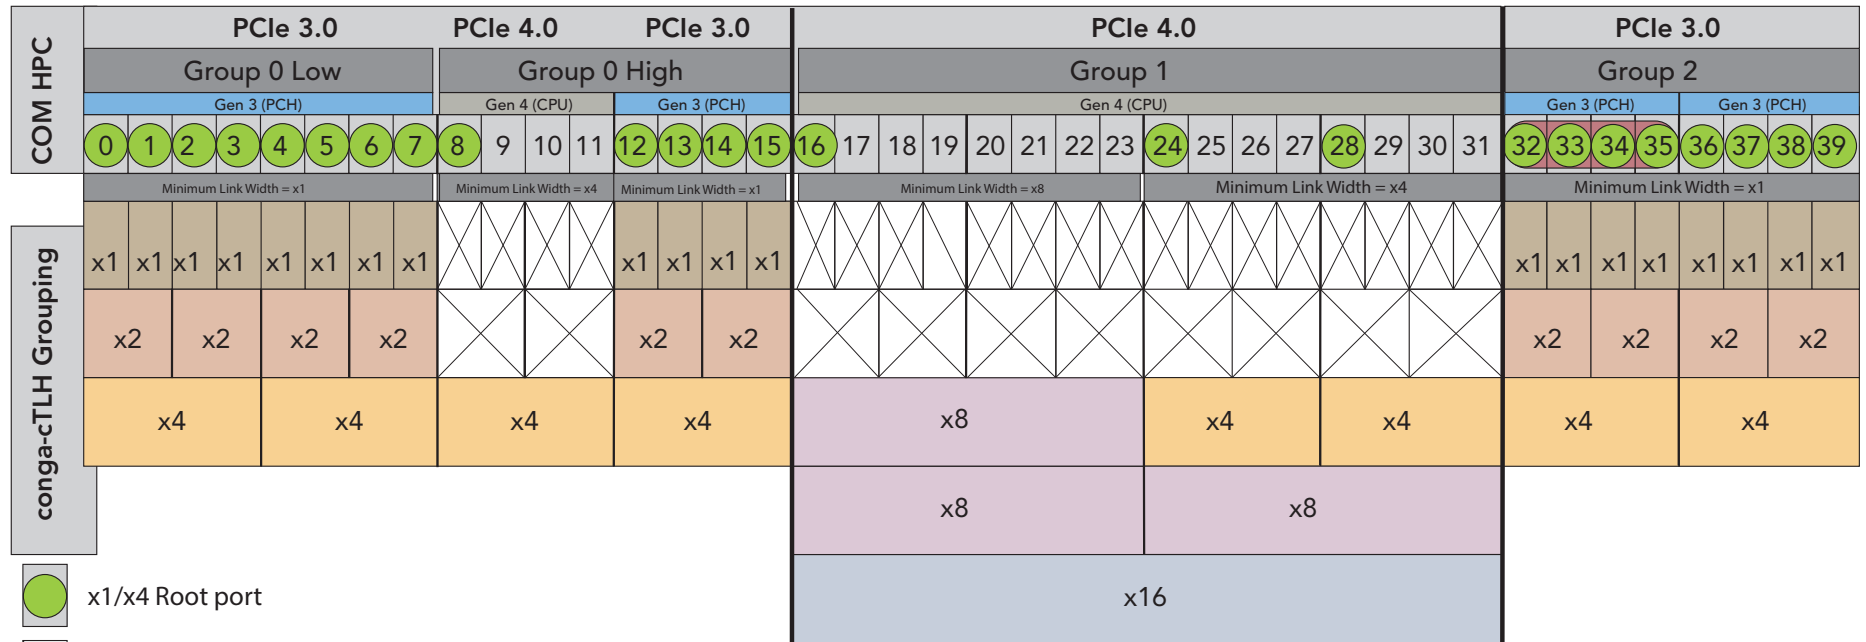 COM HPC
PCIe 3.0 PCIe 4.0 PCIe 3.0 PCIe 4.0 PCIe 3.0
Group 0 Low Group 0 High Group 1 Group 2
Gen 3 (PCH) Gen 4 (CPU) Gen 3 (PCH) Gen 4 (CPU) Gen 3 (PCH) Gen 3 (PCH)
0 1 2 3 4 5 6 7 8 9 10 11 12 13 14 15 16 17 18 19 20 21 22 23 24 25 26 27 28 29 30 31 32 33 34 35 36 37 38 39
Minimum Link Width = x1 Minimum Link Width = x4 Minimum Link Width = x1 Minimum Link Width = x8 Minimum Link Width = x4 Minimum Link Width = x1
conga-cTLH Grouping
x1 x1 x1 x1 x1 x1 x1 x1 x1 x1 x1 x1 x1 x1 x1 x1 x1 x1 x1 x1
x2 x2 x2 x2 x2 x2 x2 x2 x2 x2
x4 x4 x4 x4 x8 x4 x4 x4 x4
x8 x8
x16
x1/x4 Root port